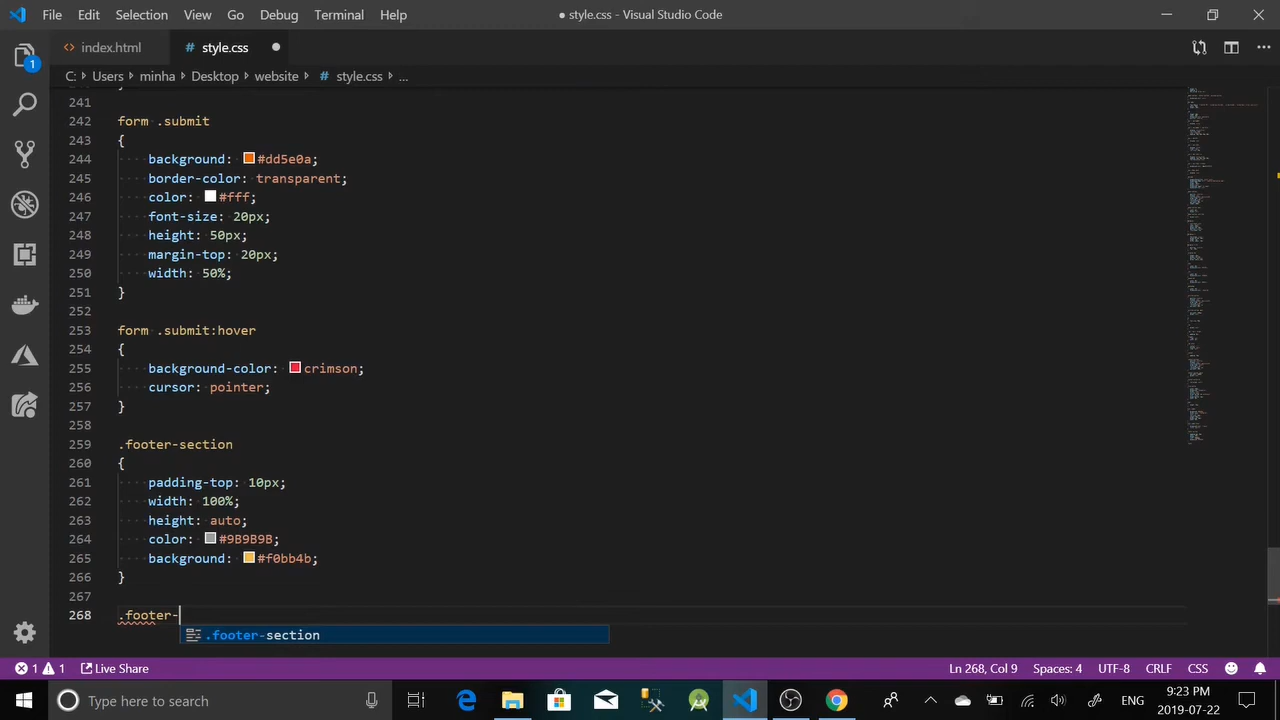 File Edit Selection View Go Debug Terminal Help ● style.css - Visual Studio Code
<> index.html # style.css ●
C: > Users > minha > Desktop > website > # style.css > ...
241
242 form .submit
243 {
244 background: #dd5e0a;
245 border-color: transparent;
246 color: #fff;
247 font-size: 20px;
248 height: 50px;
249 margin-top: 20px;
250 width: 50%;
251 }
252
253 form .submit:hover
254 {
255 background-color: crimson;
256 cursor: pointer;
257 }
258
259 .footer-section
260 {
261 padding-top: 10px;
262 width: 100%;
263 height: auto;
264 color: #9B9B9B;
265 background: #f0bb4b;
266 }
267
268 .footer-
.footer-section
1
1 1 Live Share Ln 268, Col 9 Spaces: 4 UTF-8 CRLF CSS
Type here to search ENG 3:23 PM
2019-07-22